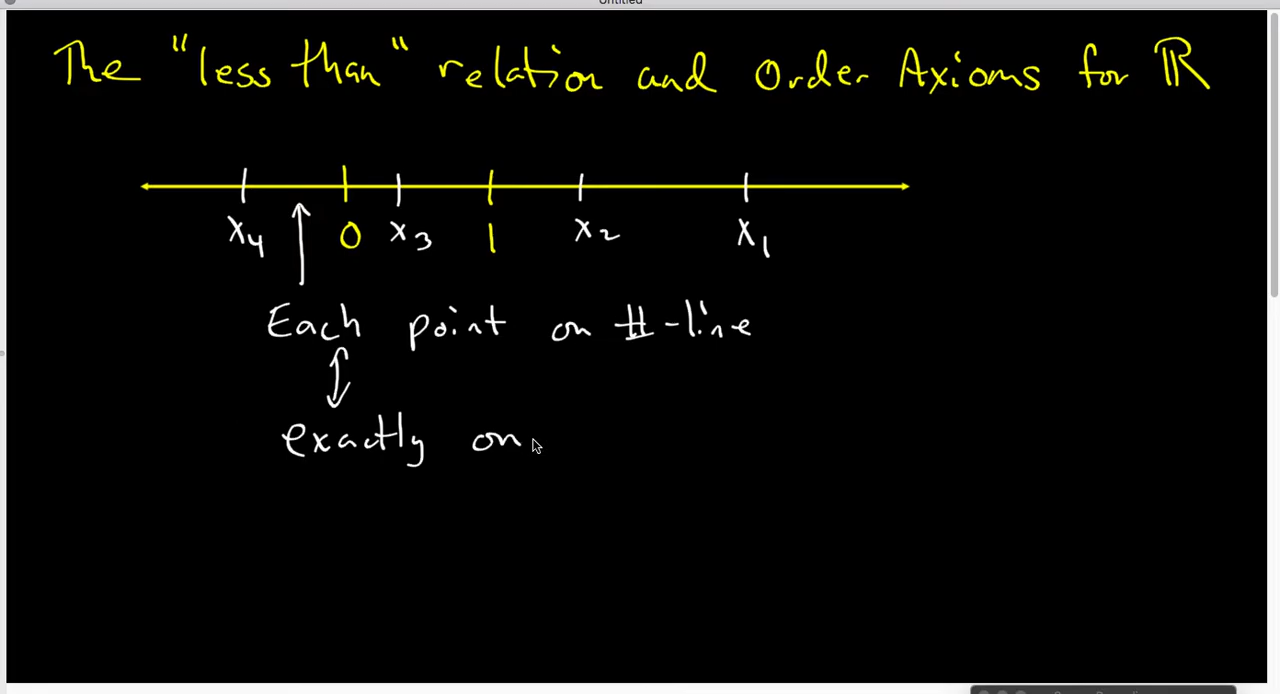 Untitled
The "less than" relation and Order Axioms for ℝ
x4 0 x3 1 x2 x1
Each point on #-line
exactly on